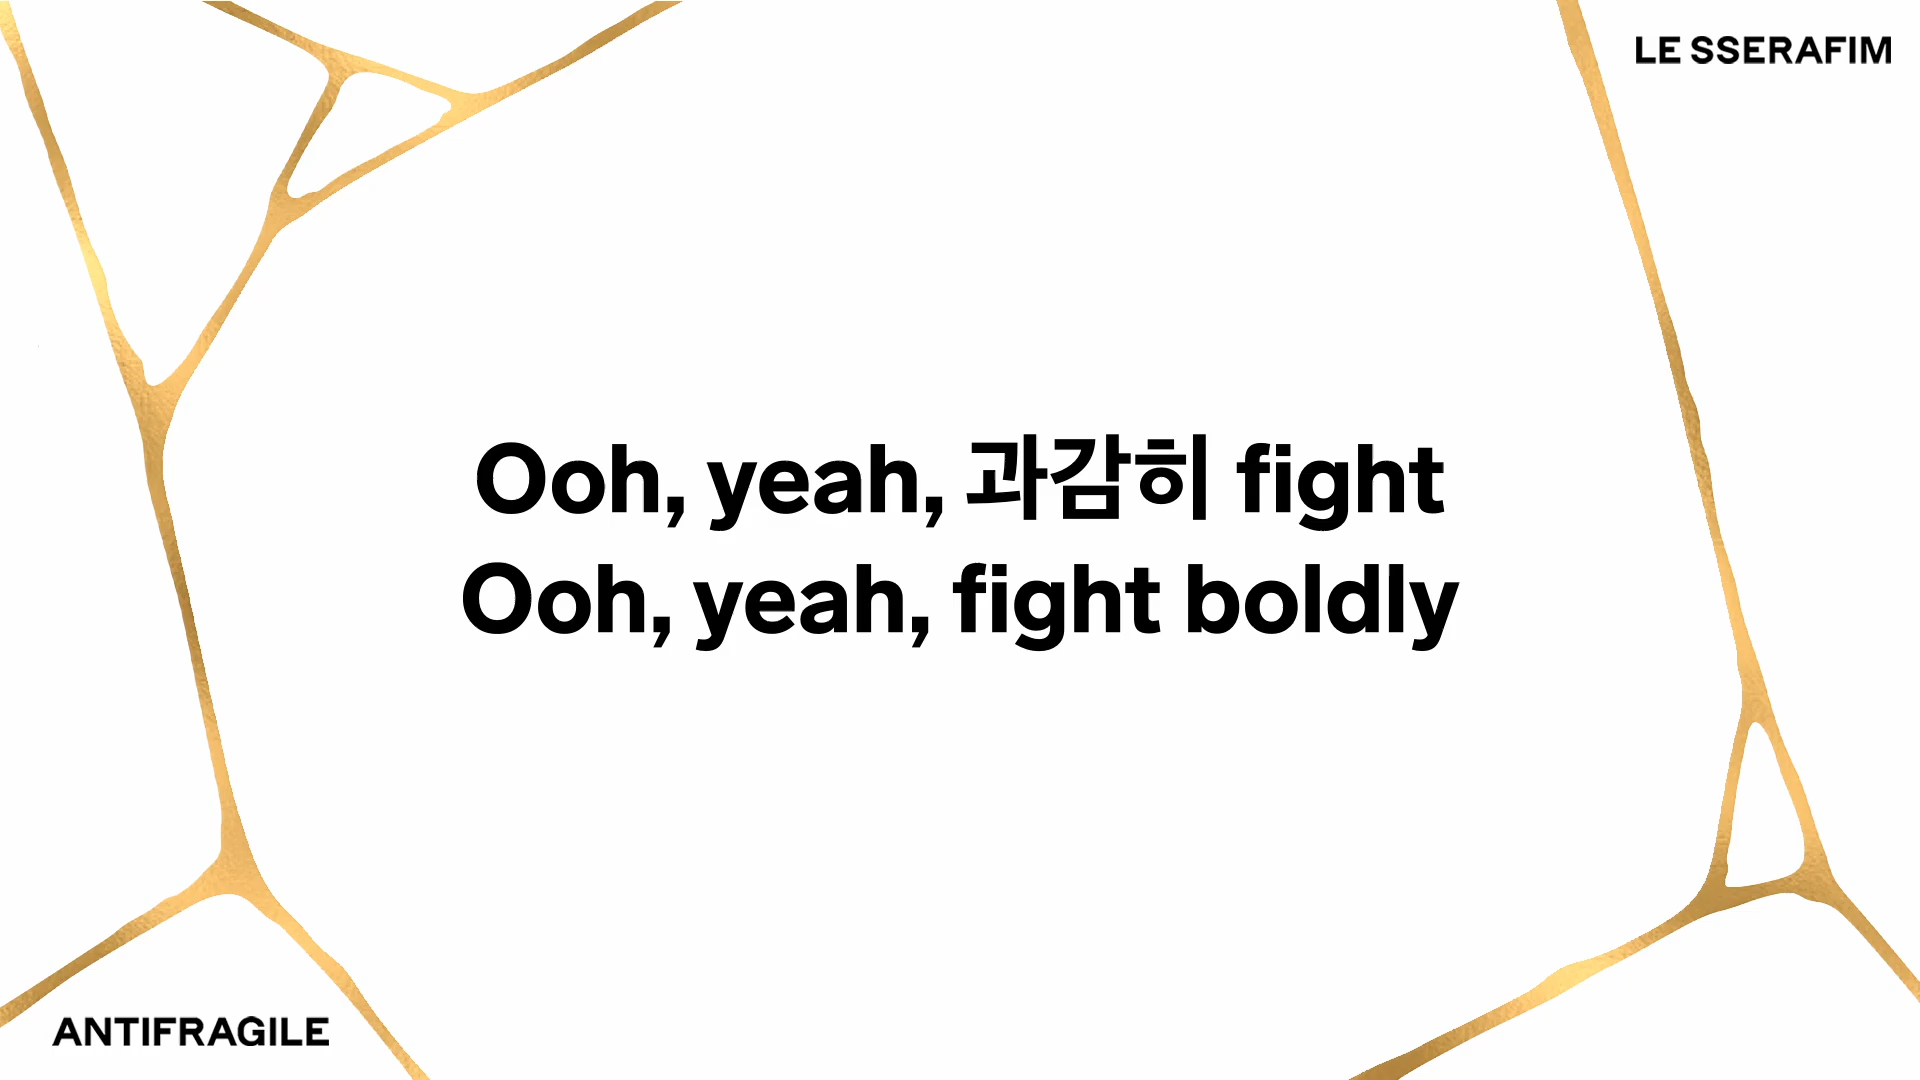 LE SSERAFIM
Ooh, yeah, 과감히 fight
Ooh, yeah, fight boldly
ANTIFRAGILE